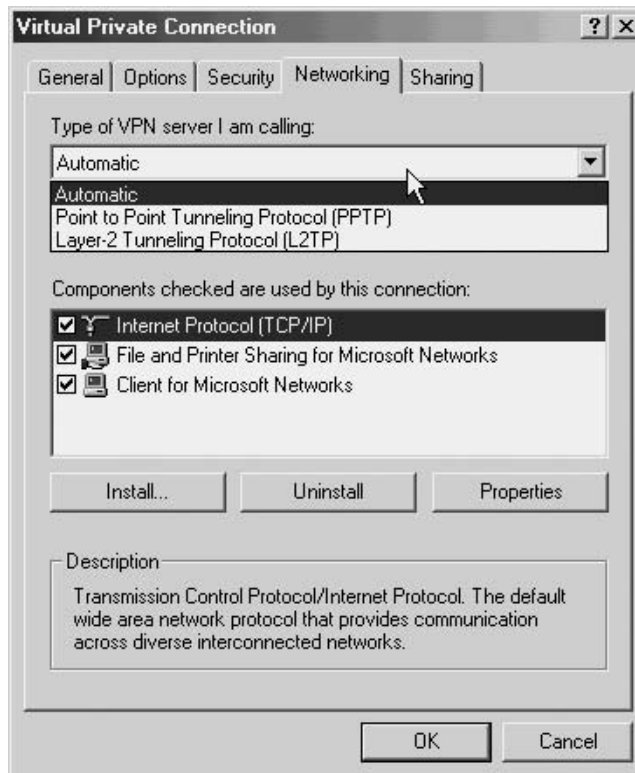 Virtual Private Connection
General Options Security Networking Sharing
Type of VPN server I am calling:
Automatic
Automatic
Point to Point Tunneling Protocol (PPTP)
Layer-2 Tunneling Protocol (L2TP)
Components checked are used by this connection:
Internet Protocol (TCP/IP)
File and Printer Sharing for Microsoft Networks
Client for Microsoft Networks
Install... Uninstall Properties
Description
Transmission Control Protocol/Internet Protocol. The default
wide area network protocol that provides communication
across diverse interconnected networks.
OK Cancel